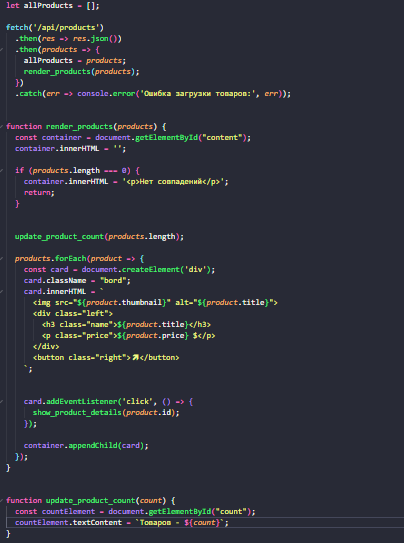 let allProducts = [];
fetch('/api/products')
.then(res => res.json())
.then(products => {
allProducts = products;
render_products(products);
})
.catch(err => console.error('Ошибка загрузки товаров:', err));
function render_products(products) {
const container = document.getElementById("content");
container.innerHTML = '';
if (products.length === 0) {
container.innerHTML = '<p>Нет совпадений</p>';
return;
}
update_product_count(products.length);
products.forEach(product => {
const card = document.createElement('div');
card.className = "bord";
card.innerHTML = `
<img src="${product.thumbnail}" alt="${product.title}">
<div class="left">
<h3 class="name">${product.title}</h3>
<p class="price">${product.price} $</p>
</div>
<button class="right">↗</button>
`;
card.addEventListener('click', () => {
show_product_details(product.id);
});
container.appendChild(card);
});
}
function update_product_count(count) {
const countElement = document.getElementById("count");
countElement.textContent = `Товаров - ${count}`;
}